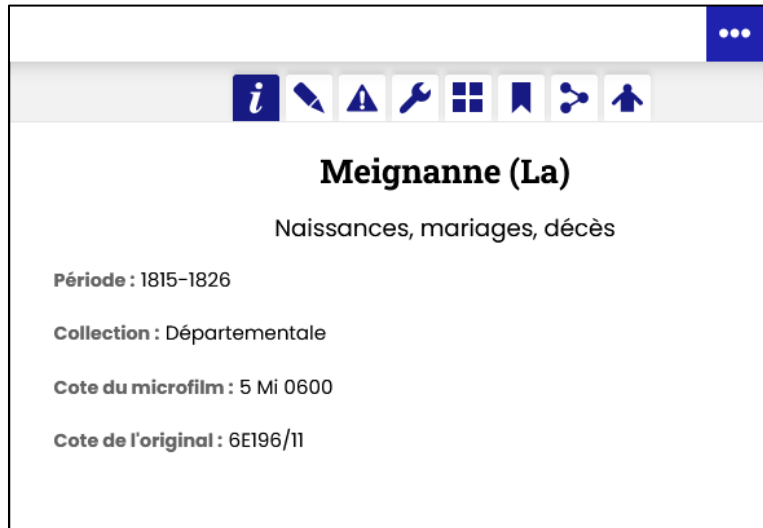 Meignanne (La)
Naissances, mariages, décès
Période : 1815-1826
Collection : Départementale
Cote du microfilm : 5 Mi 0600
Cote de l'original : 6E196/11